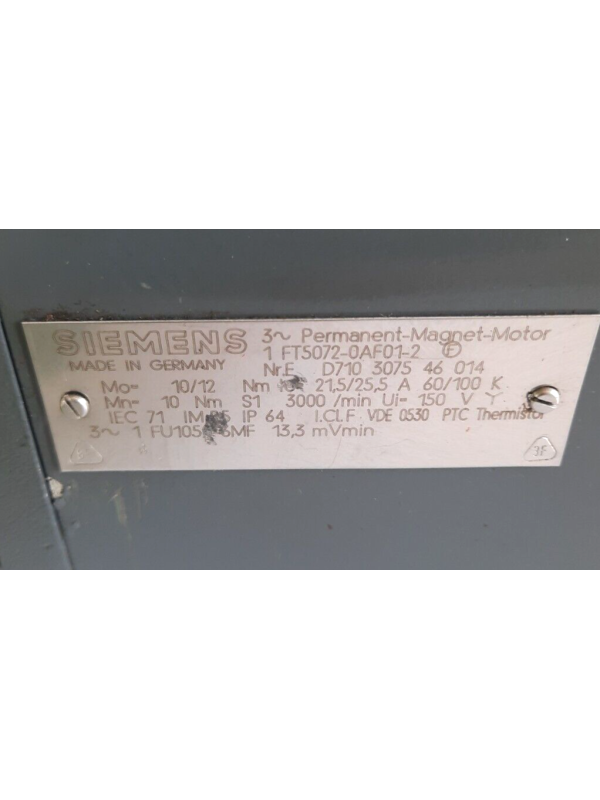 SIEMENS 3~ Permanent-Magnet-Motor
1 FT5072-0AF01-2 E
MADE IN GERMANY Nr.E D710 3075 46 014
Mo= 10/12 Nm 21,5/25,5 A 60/100 K
Mn= 10 Nm S1 3000 /min Ui= 150 V Y
IEC 71 IP 64 I.CL.F VDE 0530 PTC Thermistor
3~ 1 13,3 mVmin
3E